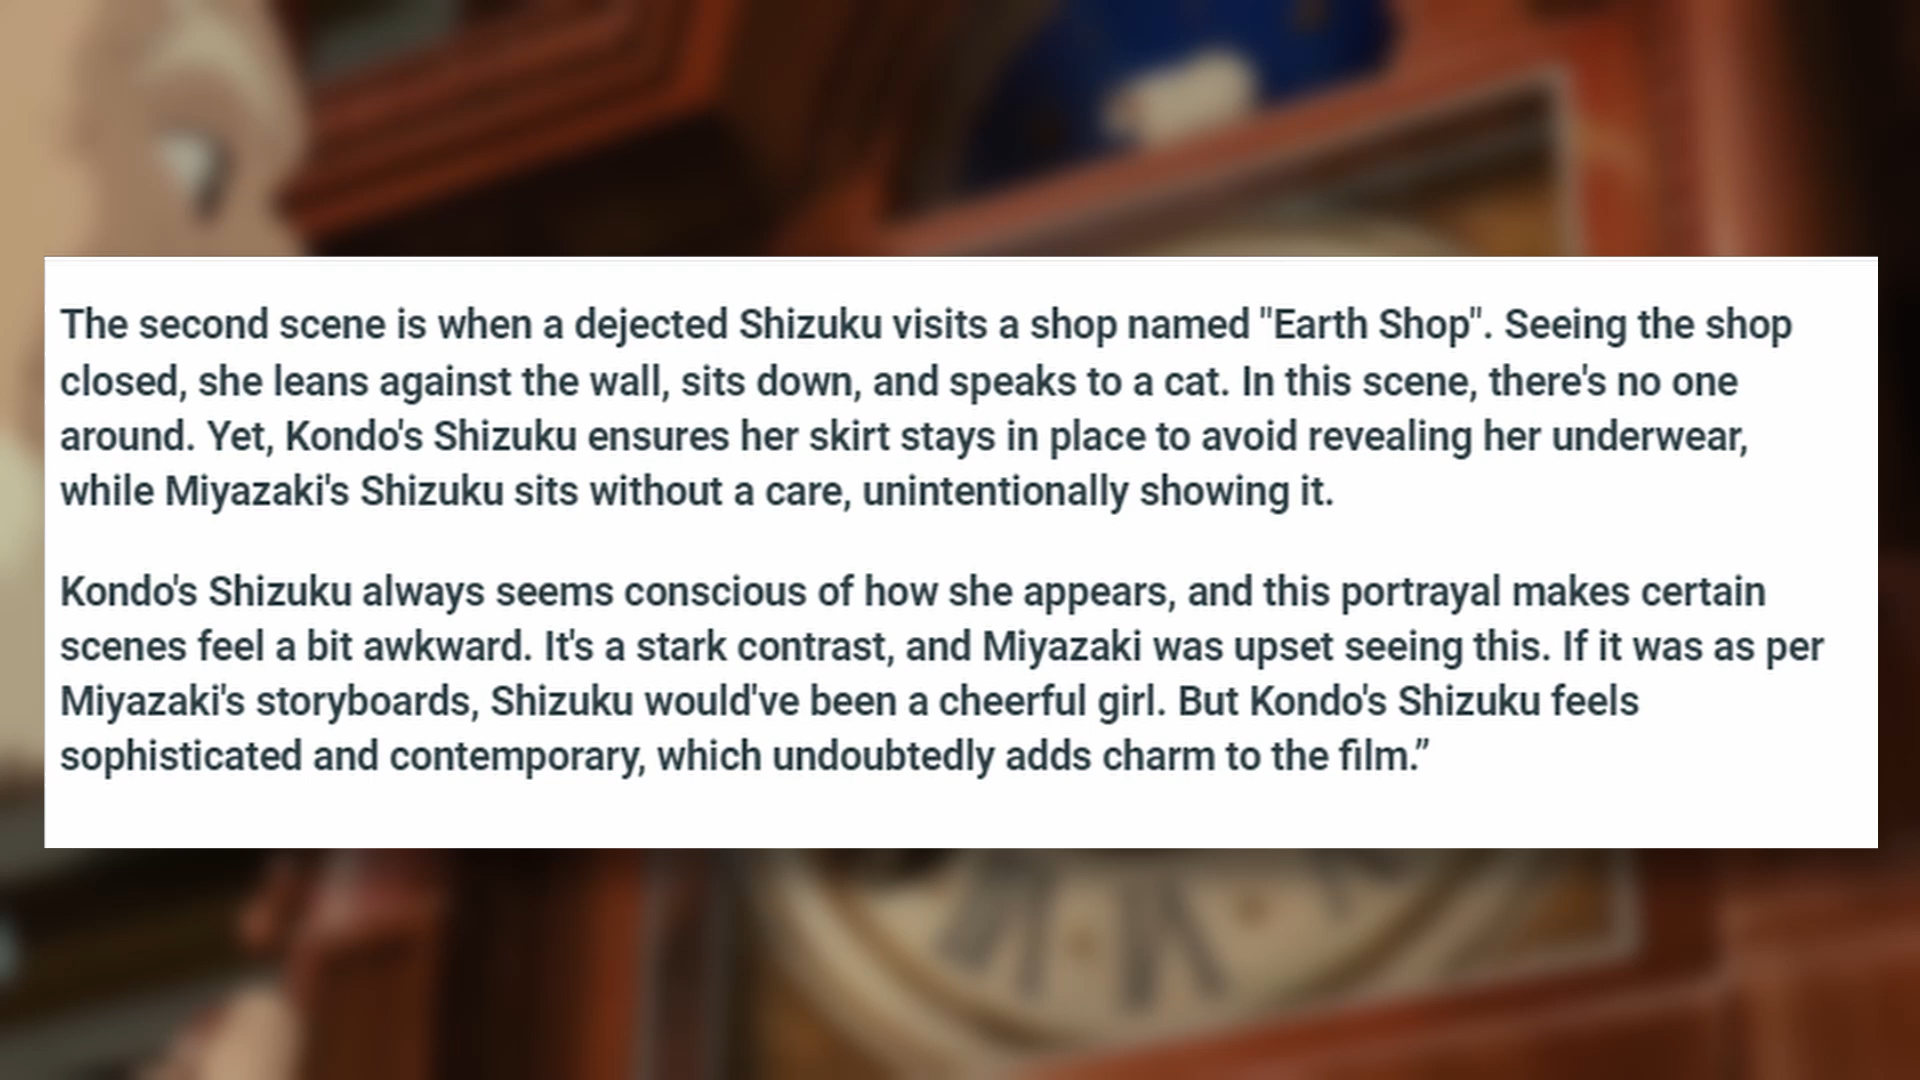 The second scene is when a dejected Shizuku visits a shop named "Earth Shop". Seeing the shop
closed, she leans against the wall, sits down, and speaks to a cat. In this scene, there's no one
around. Yet, Kondo's Shizuku ensures her skirt stays in place to avoid revealing her underwear,
while Miyazaki's Shizuku sits without a care, unintentionally showing it.
Kondo's Shizuku always seems conscious of how she appears, and this portrayal makes certain
scenes feel a bit awkward. It's a stark contrast, and Miyazaki was upset seeing this. If it was as per
Miyazaki's storyboards, Shizuku would've been a cheerful girl. But Kondo's Shizuku feels
sophisticated and contemporary, which undoubtedly adds charm to the film.”